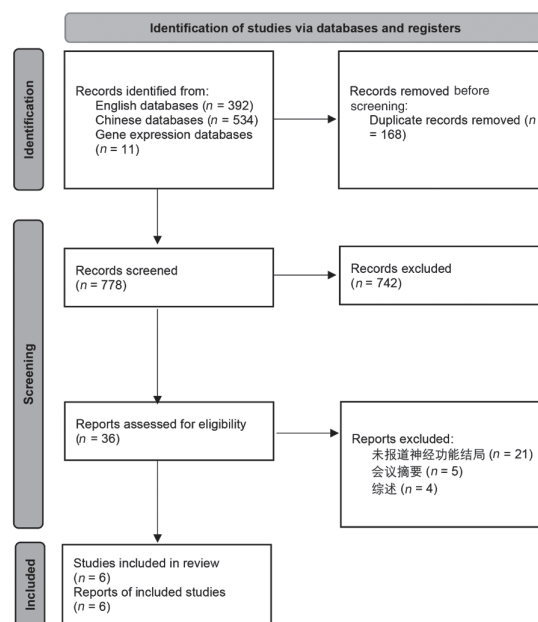 Identification of studies via databases and registers
Identification
Records identified from:
English databases (n = 392)
Chinese databases (n = 534)
Gene expression databases
(n = 11)
Records removed before
screening:
Duplicate records removed (n
= 168)
Screening
Records screened
(n = 778)
Records excluded
(n = 742)
Reports assessed for eligibility
(n = 36)
Reports excluded:
未报道神经功能结局 (n = 21)
会议摘要 (n = 5)
综述 (n = 4)
Included
Studies included in review
(n = 6)
Reports of included studies
(n = 6)